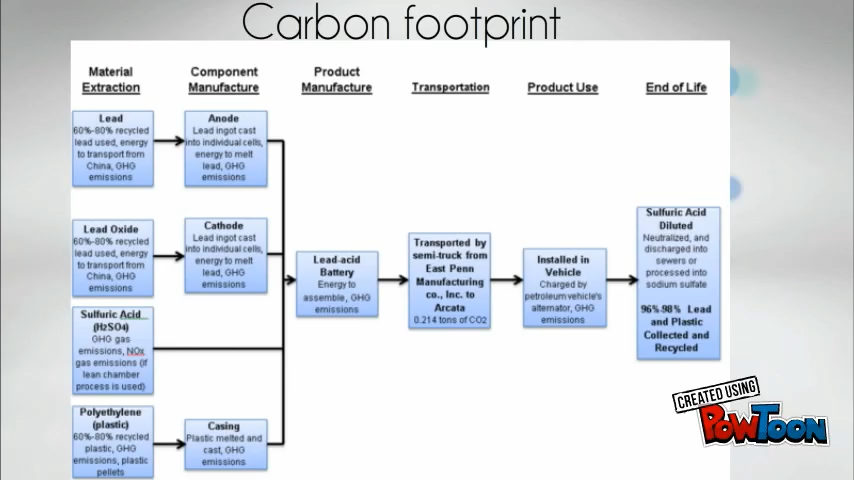 Carbon footprint
Material
Extraction
Component
Manufacture
Product
Manufacture
Transportation
Product Use
End of Life
Lead
60%-80% recycled
lead used, energy
to transport from
China, GHG
emissions
Anode
Lead ingot cast
into individual cells,
energy to melt
lead, GHG
emissions
Lead Oxide
60%-80% recycled
lead used, energy
to transport from
China, GHG
emissions
Cathode
Lead ingot cast
into individual cells,
energy to melt
lead, GHG
emissions
Sulfuric Acid
(H2SO4)
GHG gas
emissions, NOx
gas emissions (if
lean chamber
process is used)
Polyethylene
(plastic)
60%-80% recycled
plastic, GHG
emissions, plastic
pellets
Casing
Plastic melted and
cast, GHG
emissions
Lead-acid
Battery
Energy to
assemble, GHG
emissions
Transported by
semi-truck from
East Penn
Manufacturing
co., Inc. to
Arcata
0.214 tons of CO2
Installed in
Vehicle
Charged by
petroleum vehicle's
alternator, GHG
emissions
Sulfuric Acid
Diluted
Neutralized, and
discharged into
sewers or
processed into
sodium sulfate
96%-98% Lead
and Plastic
Collected and
Recycled
CREATED USING
POWTOON